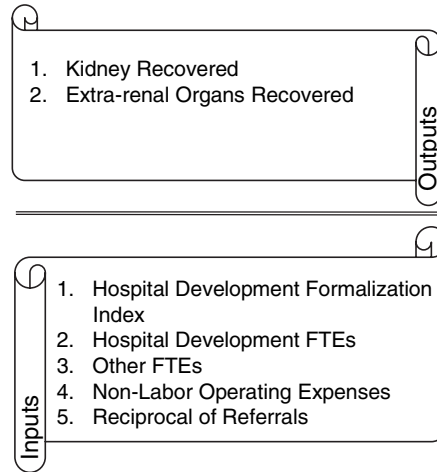 1. Kidney Recovered
2. Extra-renal Organs Recovered
Outputs
1. Hospital Development Formalization
Index
2. Hospital Development FTEs
3. Other FTEs
4. Non-Labor Operating Expenses
5. Reciprocal of Referrals
Inputs